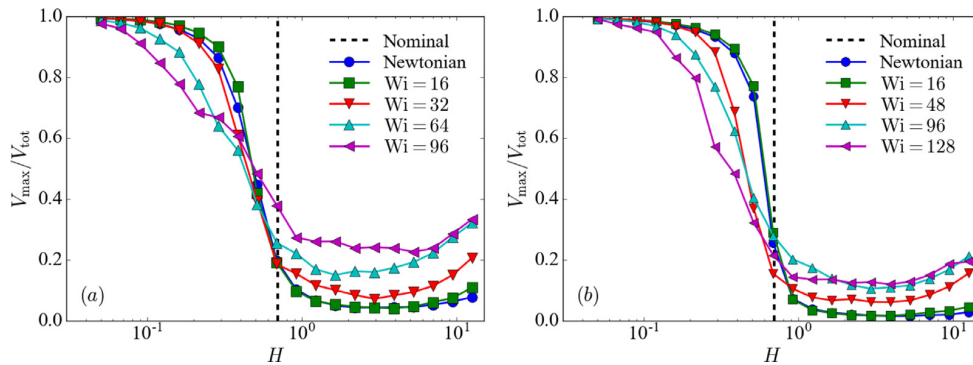 1.0
0.8
0.6
0.4
0.2
0.0
V_max/V_tot
10^-1
10^0
10^1
H
(a)
Nominal
Newtonian
Wi = 16
Wi = 32
Wi = 64
Wi = 96
1.0
0.8
0.6
0.4
0.2
0.0
V_max/V_tot
10^-1
10^0
10^1
H
(b)
Nominal
Newtonian
Wi = 16
Wi = 48
Wi = 96
Wi = 128